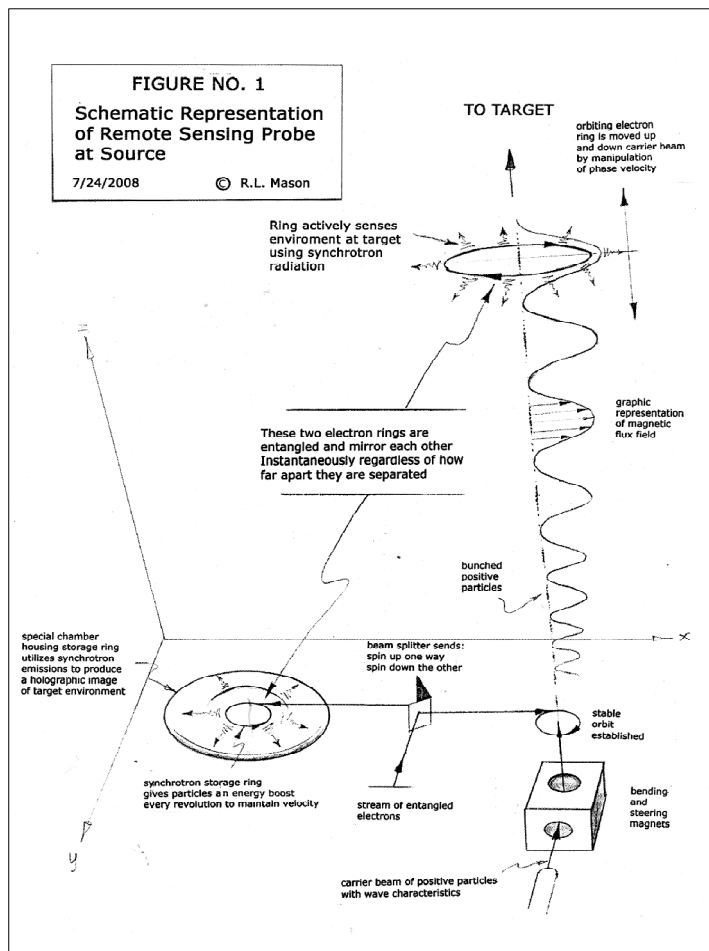 FIGURE NO. 1
Schematic Representation
of Remote Sensing Probe
at Source
7/24/2008 © R.L. Mason
TO TARGET
orbiting electron
ring is moved up
and down carrier beam
by manipulation
of phase velocity
Ring actively senses
enviroment at target
using synchrotron
radiation
graphic
representation
of magnetic
flux field
These two electron rings are
entangled and mirror each other
Instantaneously regardless of how
far apart they are separated
bunched
positive
particles
x
special chamber
housing storage ring
utilizes synchrotron
emissions to produce
a holographic image
of target environment
beam splitter sends:
spin up one way
spin down the other
stable
orbit
established
synchrotron storage ring
gives particles an energy boost
every revolution to maintain velocity
stream of entangled
electrons
bending
and
steering
magnets
y
carrier beam of positive particles
with wave characteristics